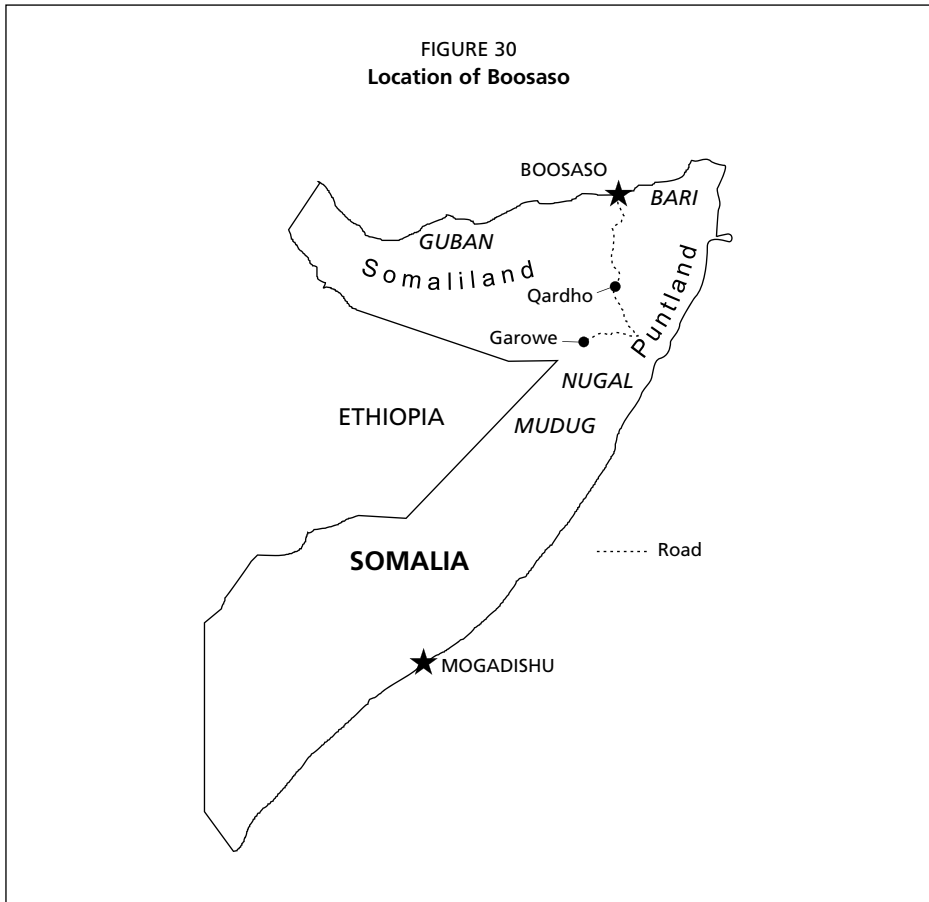 FIGURE 30
Location of Boosaso
BOOSASO
BARI
GUBAN
Somaliland
Puntland
Qardho
Garowe
NUGAL
ETHIOPIA
MUDUG
SOMALIA
Road
MOGADISHU